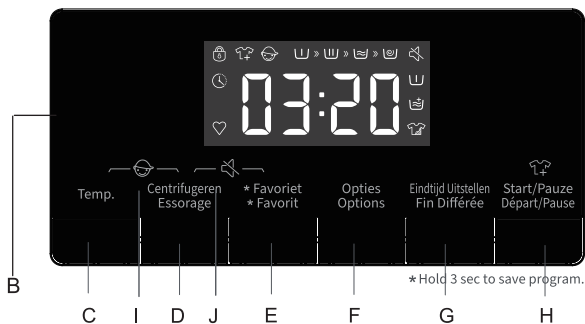 03:20
Temp.
Centrifugeren
Essorage
* Favoriet
* Favorit
Opties
Options
Eindtijd Uitstellen
Fin Différée
Start/Pauze
Départ/Pause
*Hold 3 sec to save program.
B
C I D J E F G H